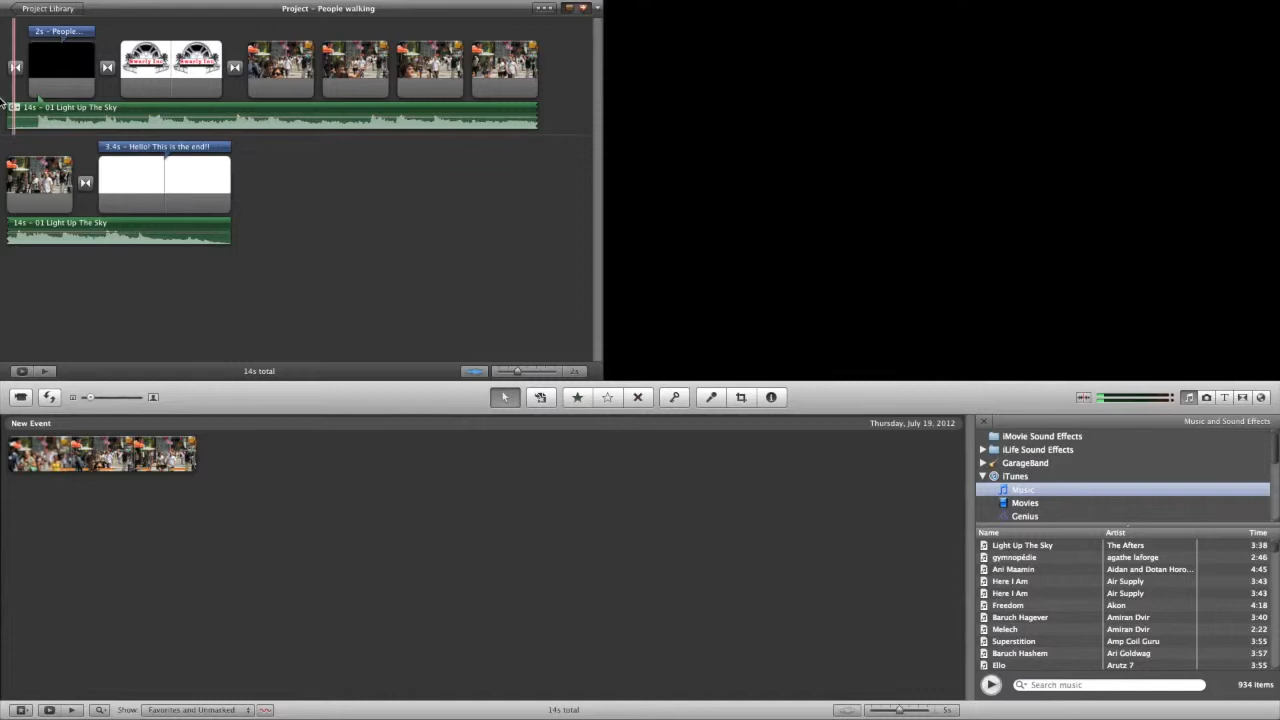 Project Library
Project - People walking
2s - People...
Gwarly Inc. Gwarly Inc.
14s - 01 Light Up The Sky
3.4s - Hello! This is the end!!
14s - 01 Light Up The Sky
14s total
2s
New Event
Thursday, July 19, 2012
Music and Sound Effects
iMovie Sound Effects
iLife Sound Effects
GarageBand
iTunes
Music
Movies
Genius
Name Artist Time
Light Up The Sky The Afters 3:38
gymnopédie agathe laforge 2:46
Ani Maamin Aidan and Dotan Horo... 4:45
Here I Am Air Supply 3:43
Here I Am Air Supply 3:43
Freedom Akon 4:18
Baruch Hagever Amiran Dvir 3:40
Melech Amiran Dvir 2:22
Superstition Amp Coil Guru 3:55
Baruch Hashem Ari Goldwag 3:57
Ello Arutz 7 3:55
Search music
934 items
Show: Favorites and Unmarked
14s total
5s